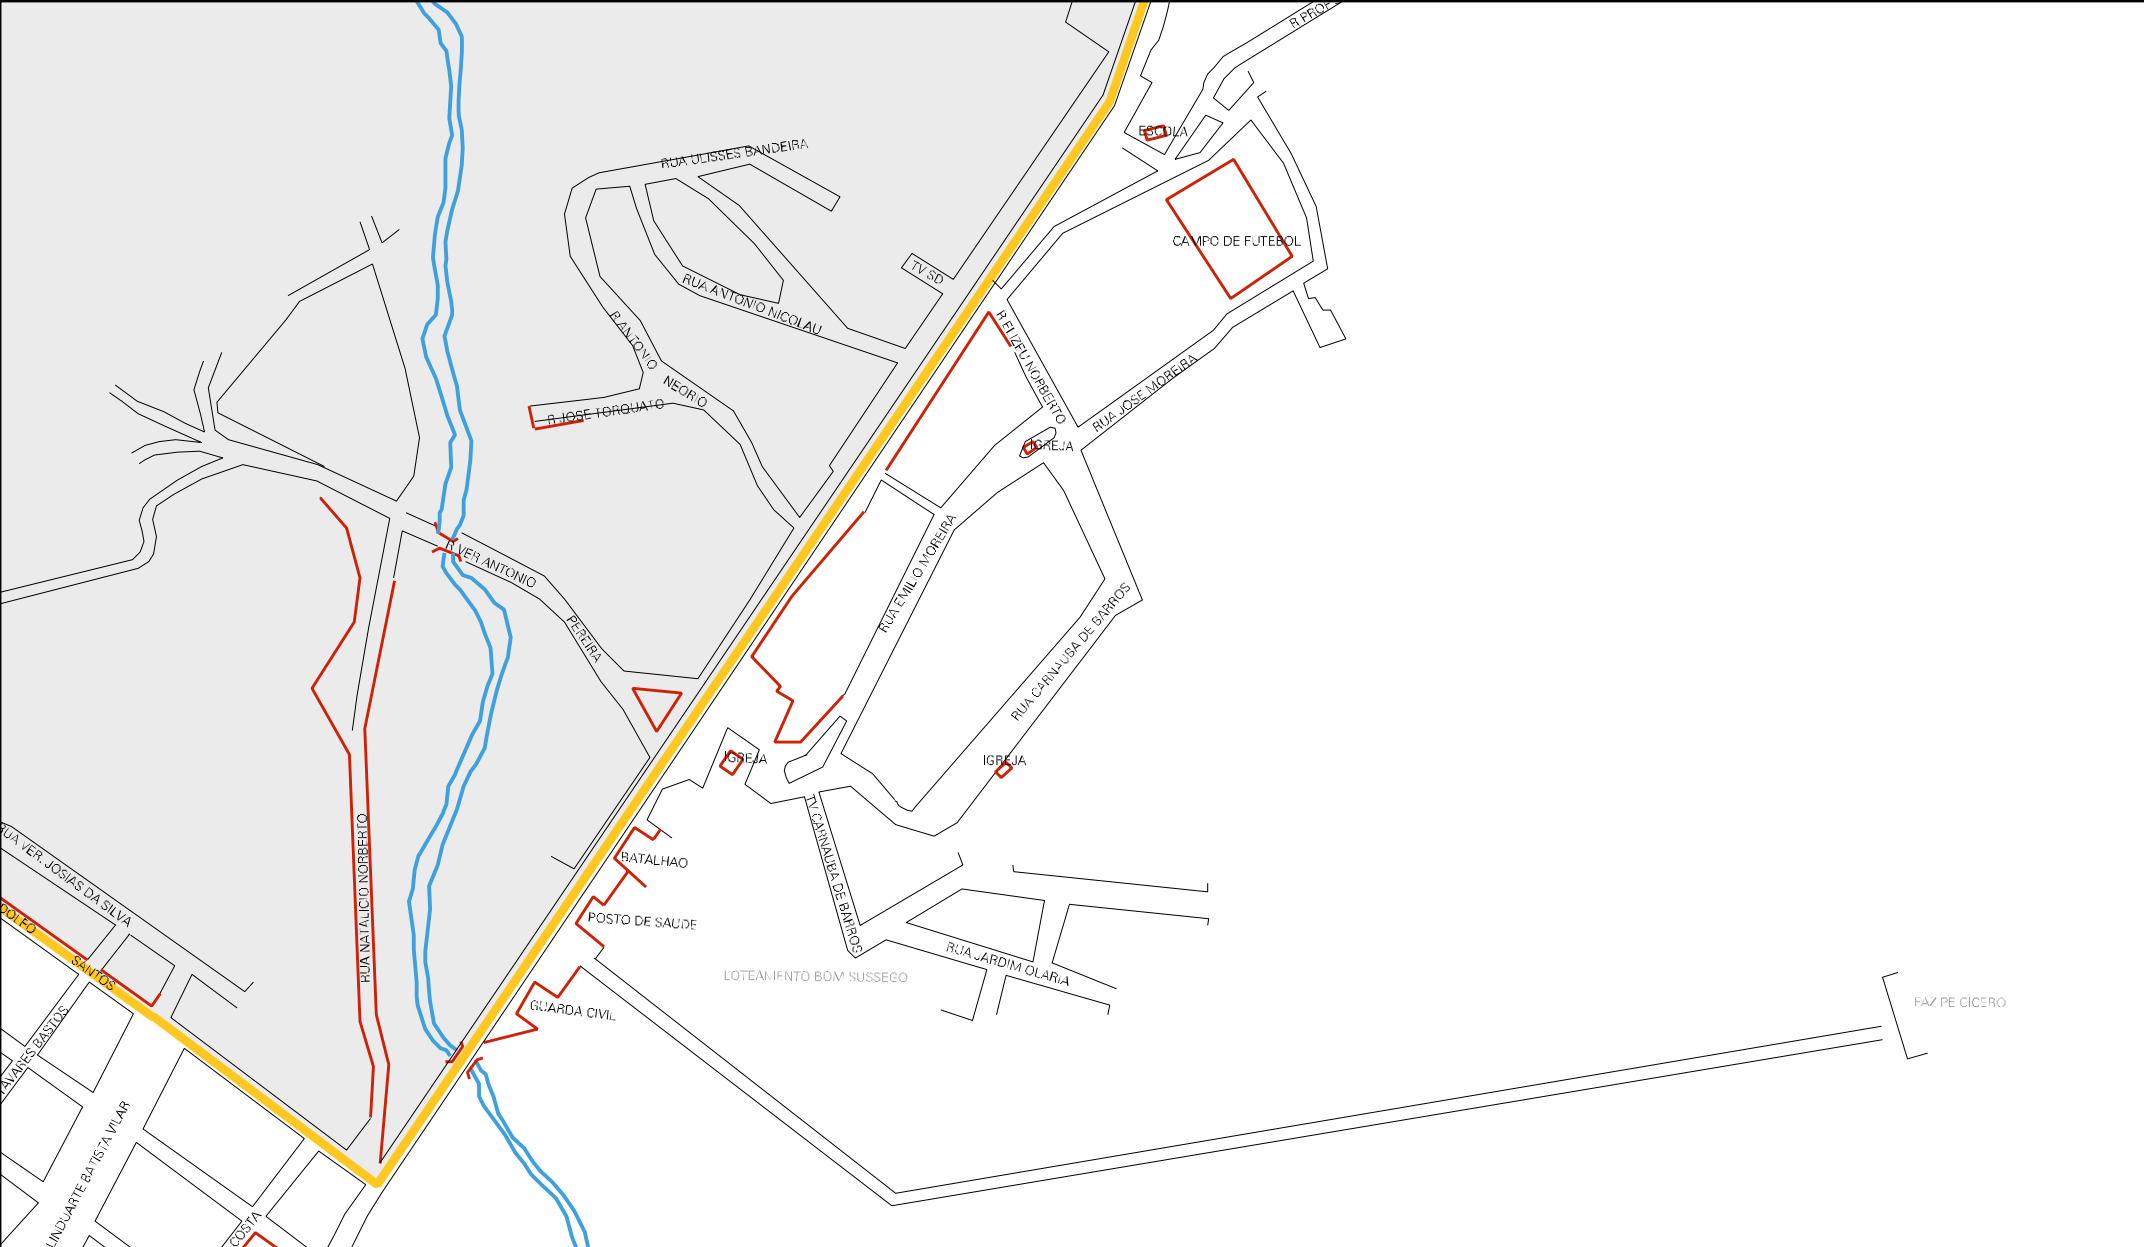 R PROF
ESCOLA
RUA ULISSES BANDEIRA
CAMPO DE FUTEBOL
TV SD
RUA ANTONIO NICOLAU
R ANTONIO
NEORIO
R ELIZEU NORBERTO
RUA JOSE MOREIRA
R JOSE TORQUATO
IGREJA
R VER ANTONIO
PEREIRA
RUA EMILIO MOREIRA
RUA CARNAUBA DE BARROS
IGREJA
IGREJA
TV CARNAUBA DE BARROS
RUA NATALICIO NORBERTO
RUA VER. JOSIAS DA SILVA
BATALHAO
POSTO DE SAUDE
DOLFO
SANTOS
RUA JARDIM OLARIA
LOTEAMENTO BOM SUSSEGO
GUARDA CIVIL
FAZ PE CICERO
TAVARES BASTOS
LINDUARTE BATISTA VILAR
COSTA